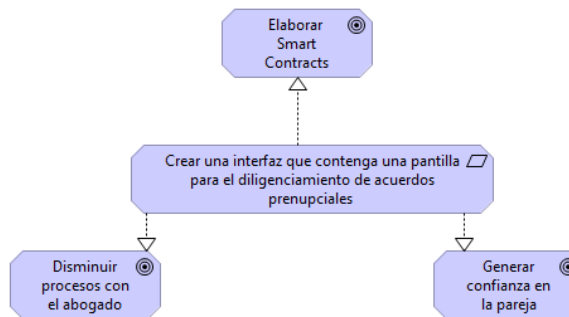 Elaborar
Smart
Contracts
Crear una interfaz que contenga una pantilla
para el diligenciamiento de acuerdos
prenupciales
Disminuir
procesos con
el abogado
Generar
confianza en
la pareja